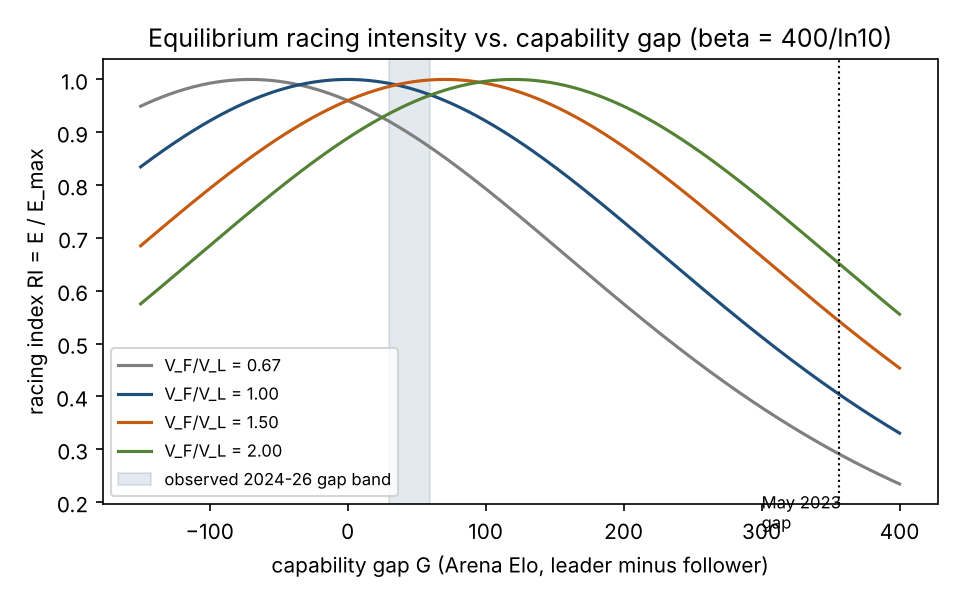 Equilibrium racing intensity vs. capability gap (beta = 400/ln10)
racing index RI = E / E_max
1.0
0.9
0.8
0.7
0.6
0.5
0.4
0.3
0.2
V_F/V_L = 0.67
V_F/V_L = 1.00
V_F/V_L = 1.50
V_F/V_L = 2.00
observed 2024-26 gap band
May 2023
gap
−100 0 100 200 300 400
capability gap G (Arena Elo, leader minus follower)